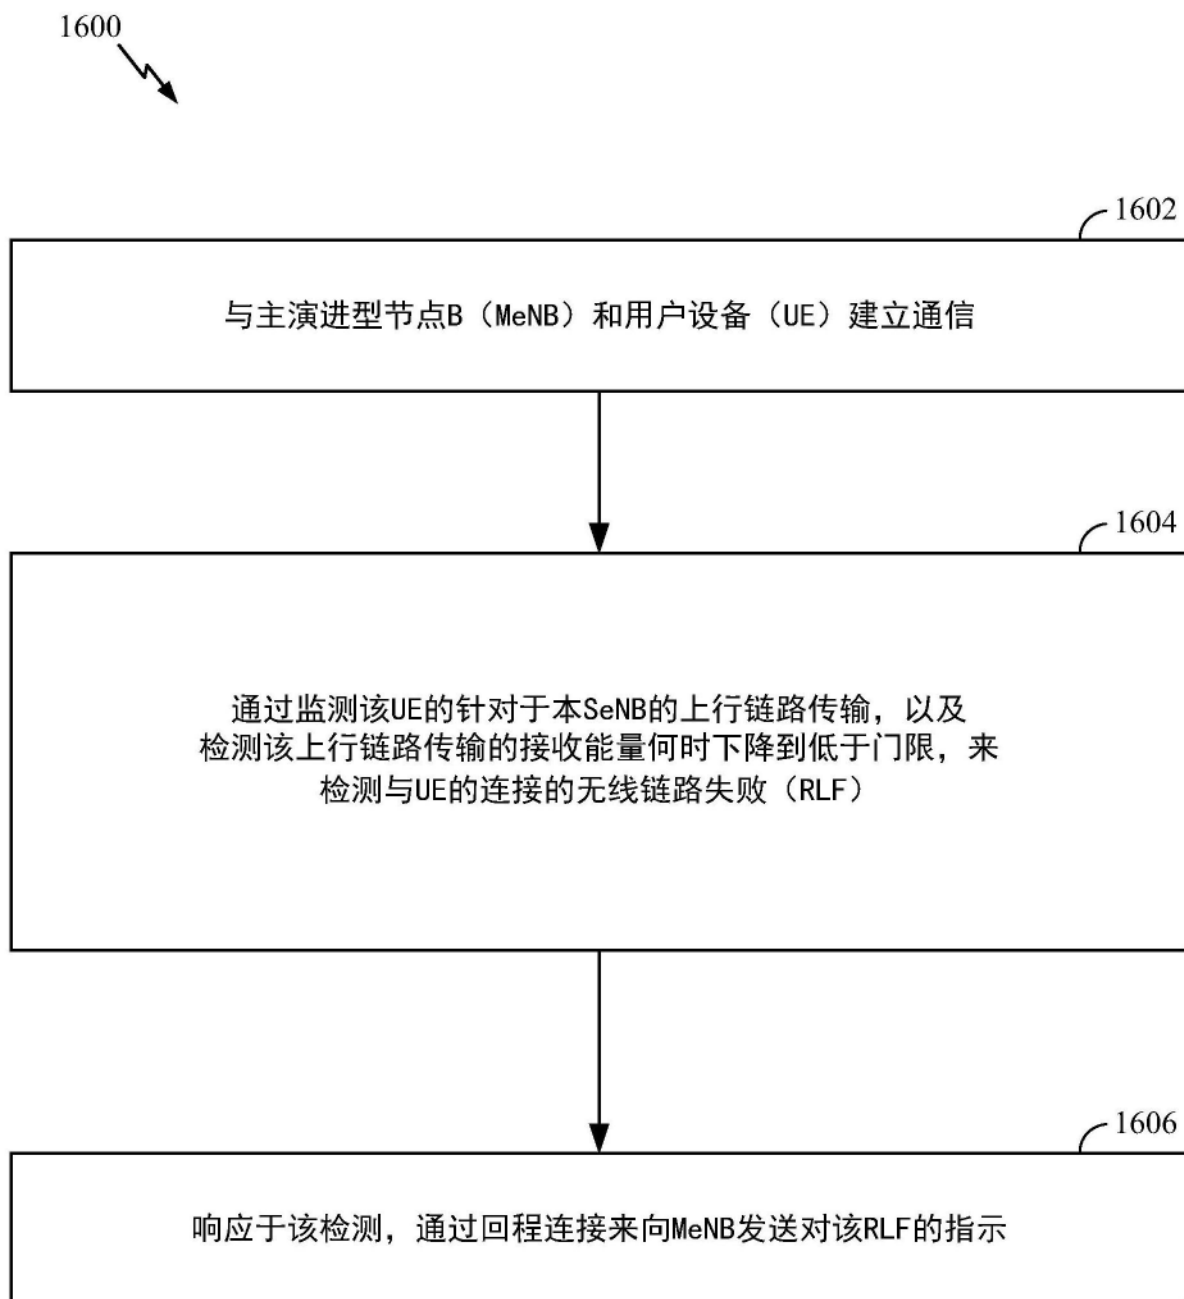 1600
1602
与主演进型节点B（MeNB）和用户设备（UE）建立通信
1604
通过监测该UE的针对于本SeNB的上行链路传输，以及
检测该上行链路传输的接收能量何时下降到低于门限，来
检测与UE的连接的无线链路失败（RLF）
1606
响应于该检测，通过回程连接来向MeNB发送对该RLF的指示